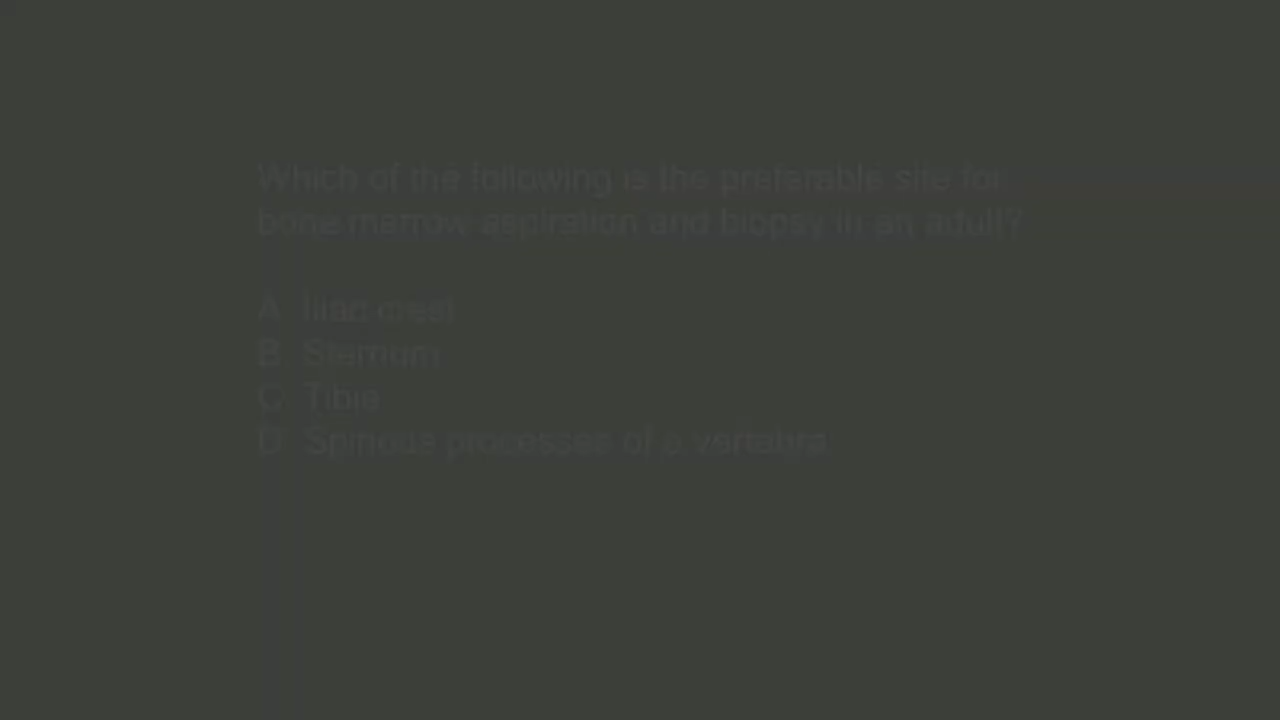 Which of the following is the preferable site for
bone marrow aspiration and biopsy in an adult?
A. Iliac crest
B. Sternum
C. Tibia
D. Spinous processes of a vertebra